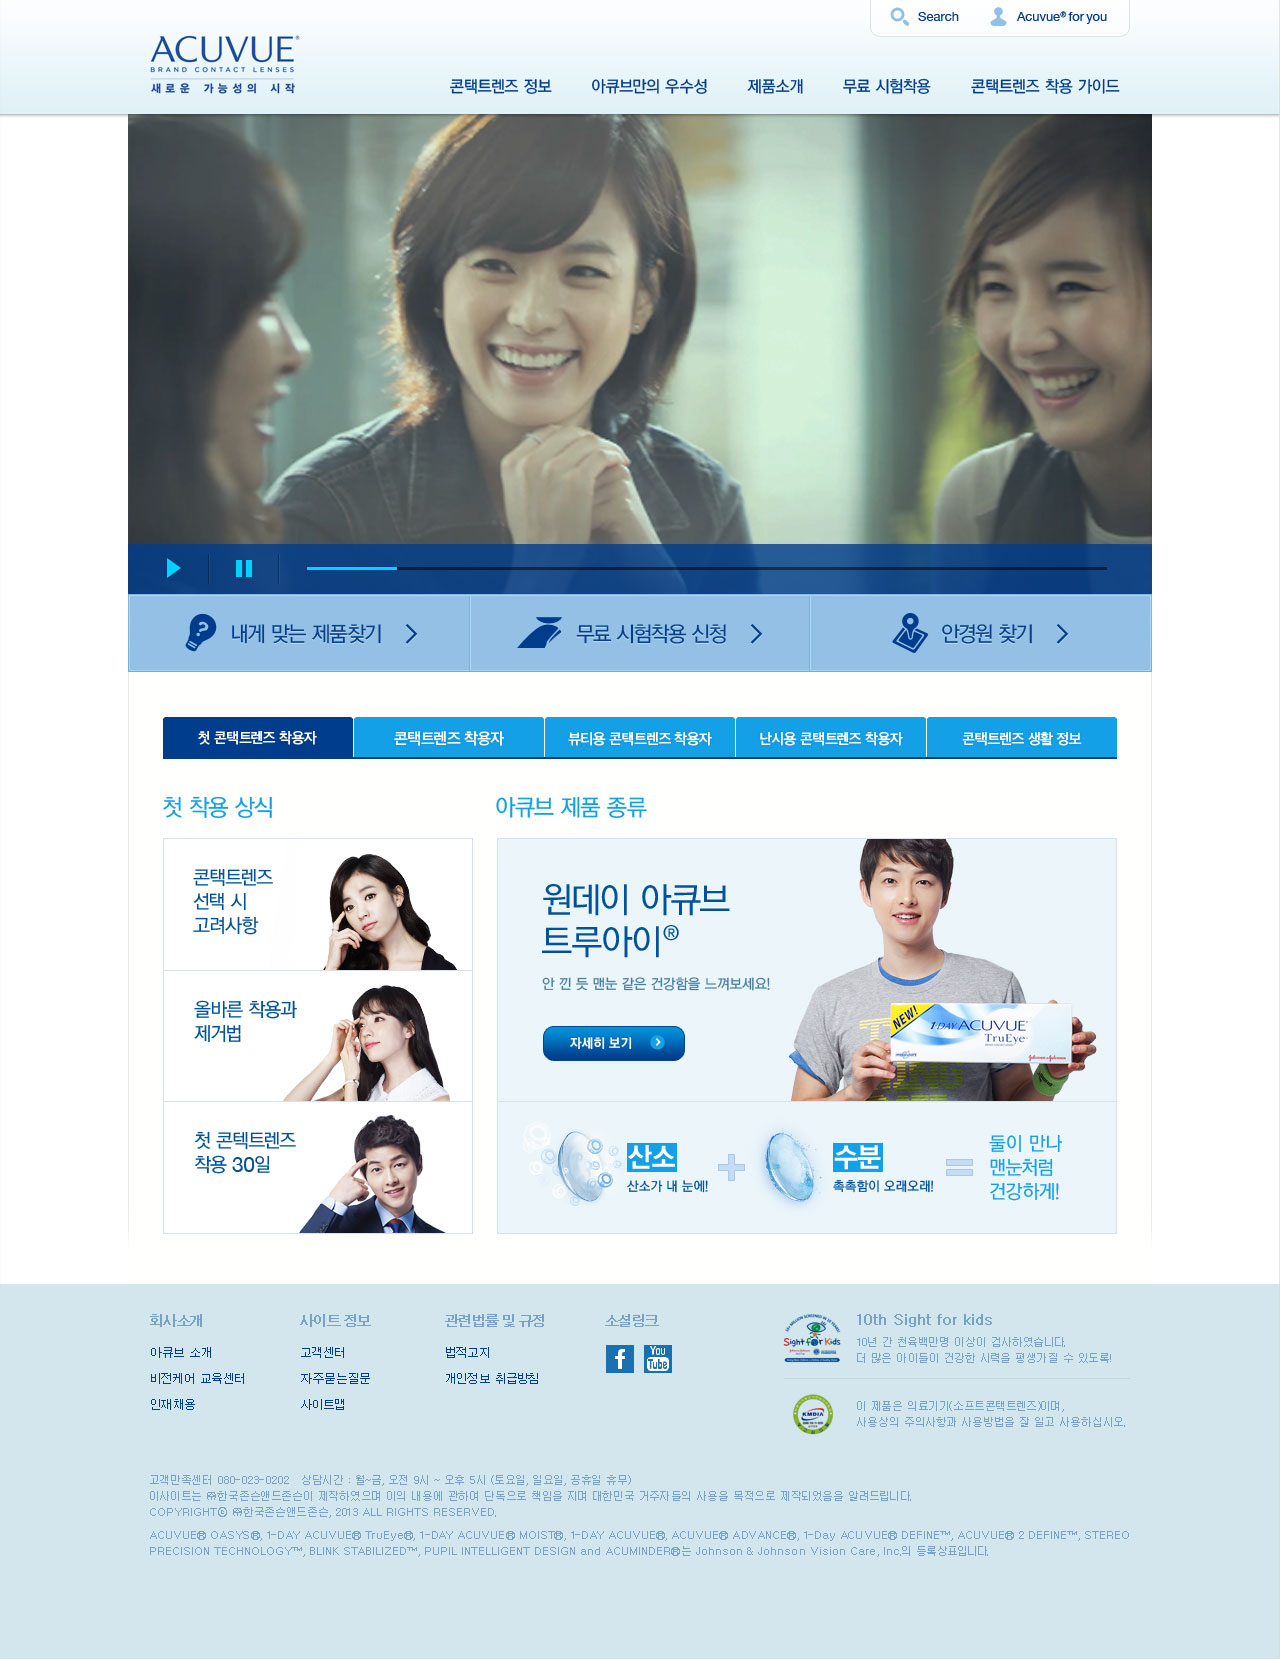 Search
Acuvue® for you
ACUVUE®
BRAND CONTACT LENSES
새로운 가능성의 시작
콘택트렌즈 정보
아큐브만의 우수성
제품소개
무료 시험착용
콘택트렌즈 착용 가이드
내게 맞는 제품찾기
무료 시험착용 신청
안경원 찾기
첫 콘택트렌즈 착용자
콘택트렌즈 착용자
뷰티용 콘택트렌즈 착용자
난시용 콘택트렌즈 착용자
콘택트렌즈 생활 정보
첫 착용 상식
콘택트렌즈
선택 시
고려사항
올바른 착용과
제거법
첫 콘텍트렌즈
착용 30일
아큐브 제품 종류
원데이 아큐브
트루아이®
안 낀 듯 맨눈 같은 건강함을 느껴보세요!
자세히 보기
NEW!
1·DAY ACUVUE
TruEye
산소
산소가 내 눈에!
수분
촉촉함이 오래오래!
둘이 만나
맨눈처럼
건강하게!
회사소개
아큐브 소개
비전케어 교육센터
인재채용
사이트 정보
고객센터
자주묻는질문
사이트맵
관련법률 및 규정
법적고지
개인정보 취급방침
소셜링크
f
You
Tube
Sight for Kids
10th Sight for kids
10년 간 천육백만명 이상이 검사하였습니다.
더 많은 아이들이 건강한 시력을 평생가질 수 있도록!
KMDIA
이 제품은 의료기기(소프트콘택트렌즈)이며,
사용상의 주의사항과 사용방법을 잘 읽고 사용하십시오.
고객만족센터 080-023-0202 상담시간 : 월~금, 오전 9시 ~ 오후 5시 (토요일, 일요일, 공휴일 휴무)
이사이트는 ㈜한국존슨앤드존슨이 제작하였으며 이의 내용에 관하여 단독으로 책임을 지며 대한민국 거주자들의 사용을 목적으로 제작되었음을 알려드립니다.
COPYRIGHTⓒ ㈜한국존슨앤드존슨, 2013 ALL RIGHTS RESERVED.
ACUVUE® OASYS®, 1-DAY ACUVUE® TruEye®, 1-DAY ACUVUE® MOIST®, 1-DAY ACUVUE®, ACUVUE® ADVANCE®, 1-Day ACUVUE® DEFINE™, ACUVUE® 2 DEFINE™, STEREO
PRECISION TECHNOLOGY™, BLINK STABILIZED™, PUPIL INTELLIGENT DESIGN and ACUMINDER®는 Johnson & Johnson Vision Care, Inc.의 등록상표입니다.